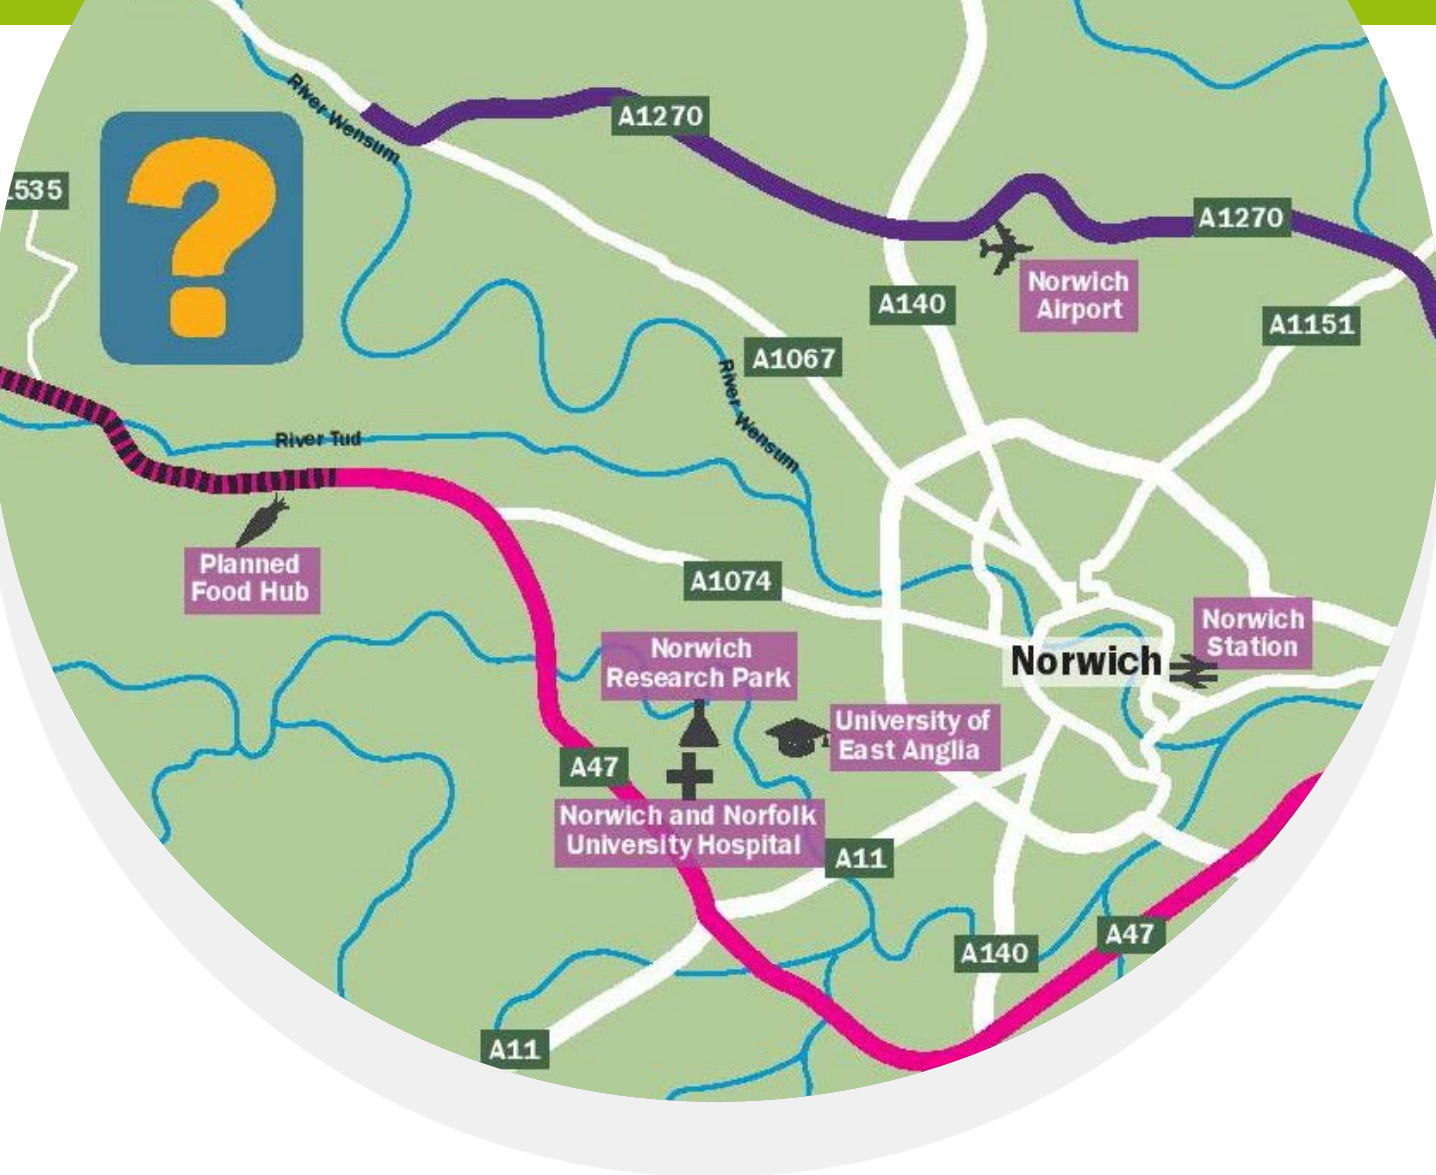 River Wensum
A1270
?
535
A1270
Norwich
Airport
A140
A1151
A1067
River Wensum
River Tud
Planned
Food Hub
A1074
Norwich
Station
Norwich
Norwich
Research Park
University of
East Anglia
A47
Norwich and Norfolk
University Hospital
A11
A47
A140
A11